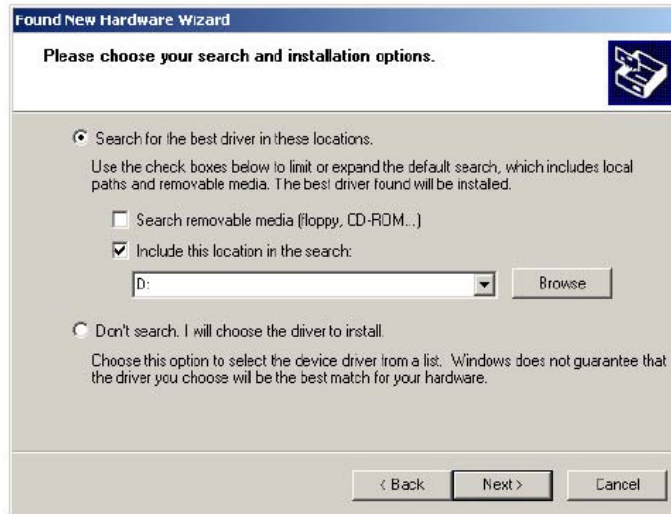 Found New Hardware Wizard
Please choose your search and installation options.
Search for the best driver in these locations.
Use the check boxes below to limit or expand the default search, which includes local
paths and removable media. The best driver found will be installed.
Search removable media (floppy, CD-ROM...)
Include this location in the search:
D:
Browse
Don't search. I will choose the driver to install.
Choose this option to select the device driver from a list. Windows does not guarantee that
the driver you choose will be the best match for your hardware.
< Back
Next >
Cancel